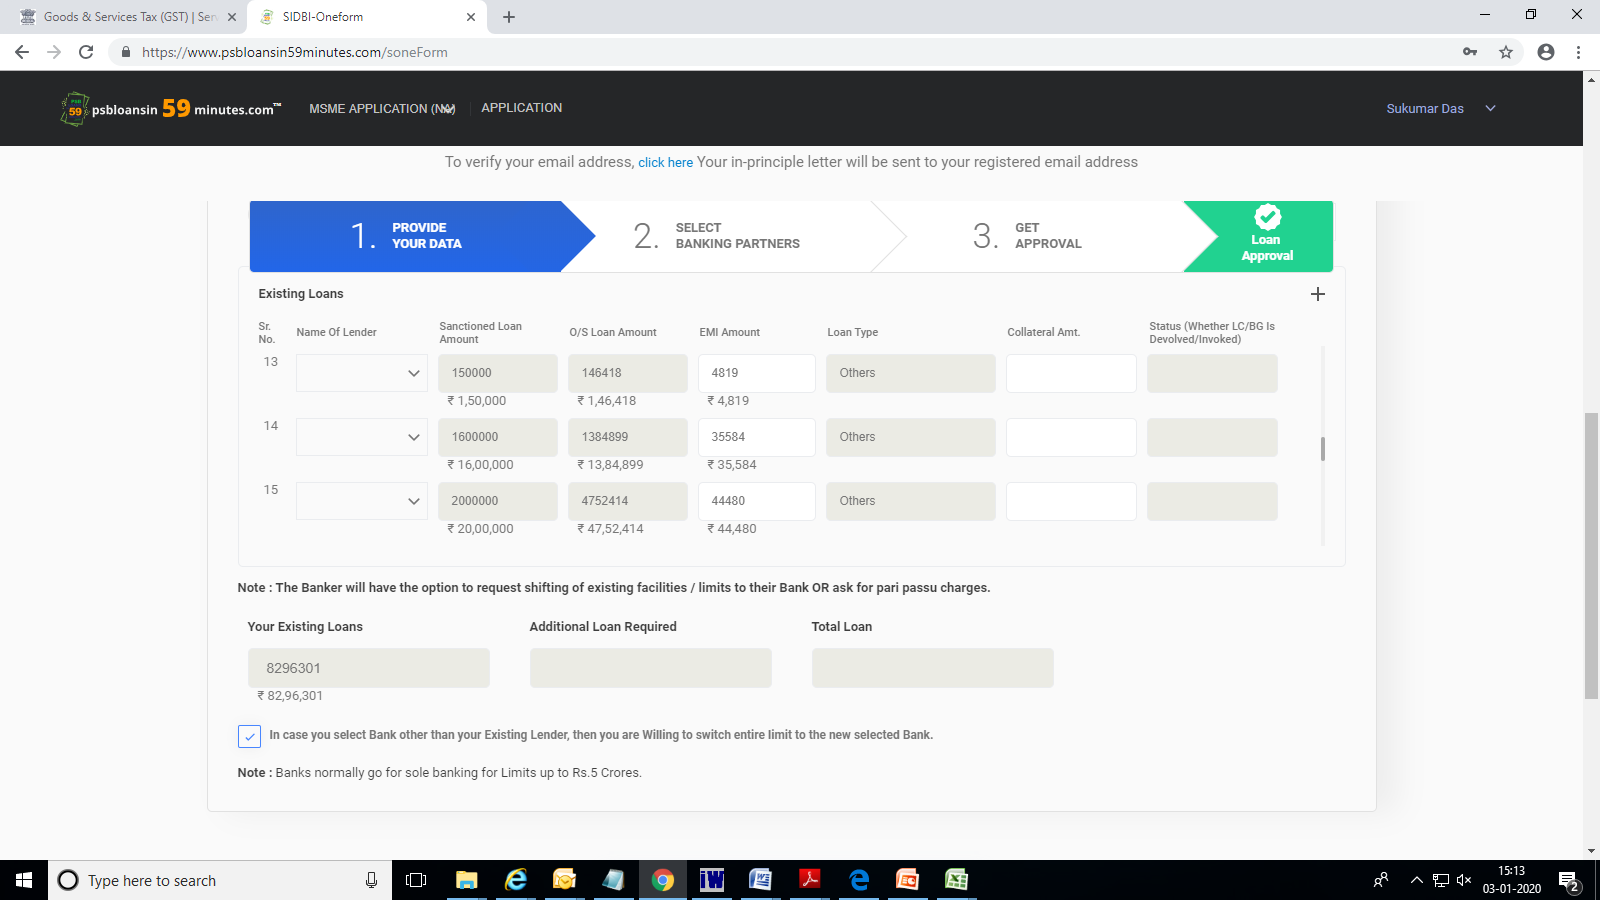 Goods & Services Tax (GST) | Ser
SIDBI-Oneform
https://www.psbloansin59minutes.com/soneForm
PSB 59 psbloansin 59 minutes.com™
MSME APPLICATION
APPLICATION
Sukumar Das
To verify your email address, click here Your in-principle letter will be sent to your registered email address
1. PROVIDE YOUR DATA
2. SELECT BANKING PARTNERS
3. GET APPROVAL
Loan Approval
Existing Loans
Sr. No. Name Of Lender Sanctioned Loan Amount O/S Loan Amount EMI Amount Loan Type Collateral Amt. Status (Whether LC/BG Is Devolved/Invoked)
13 150000 146418 4819 Others
₹ 1,50,000 ₹ 1,46,418 ₹ 4,819
14 1600000 1384899 35584 Others
₹ 16,00,000 ₹ 13,84,899 ₹ 35,584
15 2000000 4752414 44480 Others
₹ 20,00,000 ₹ 47,52,414 ₹ 44,480
Note : The Banker will have the option to request shifting of existing facilities / limits to their Bank OR ask for pari passu charges.
Your Existing Loans Additional Loan Required Total Loan
8296301
₹ 82,96,301
In case you select Bank other than your Existing Lender, then you are Willing to switch entire limit to the new selected Bank.
Note : Banks normally go for sole banking for Limits up to Rs.5 Crores.
Type here to search
15:13
03-01-2020
2